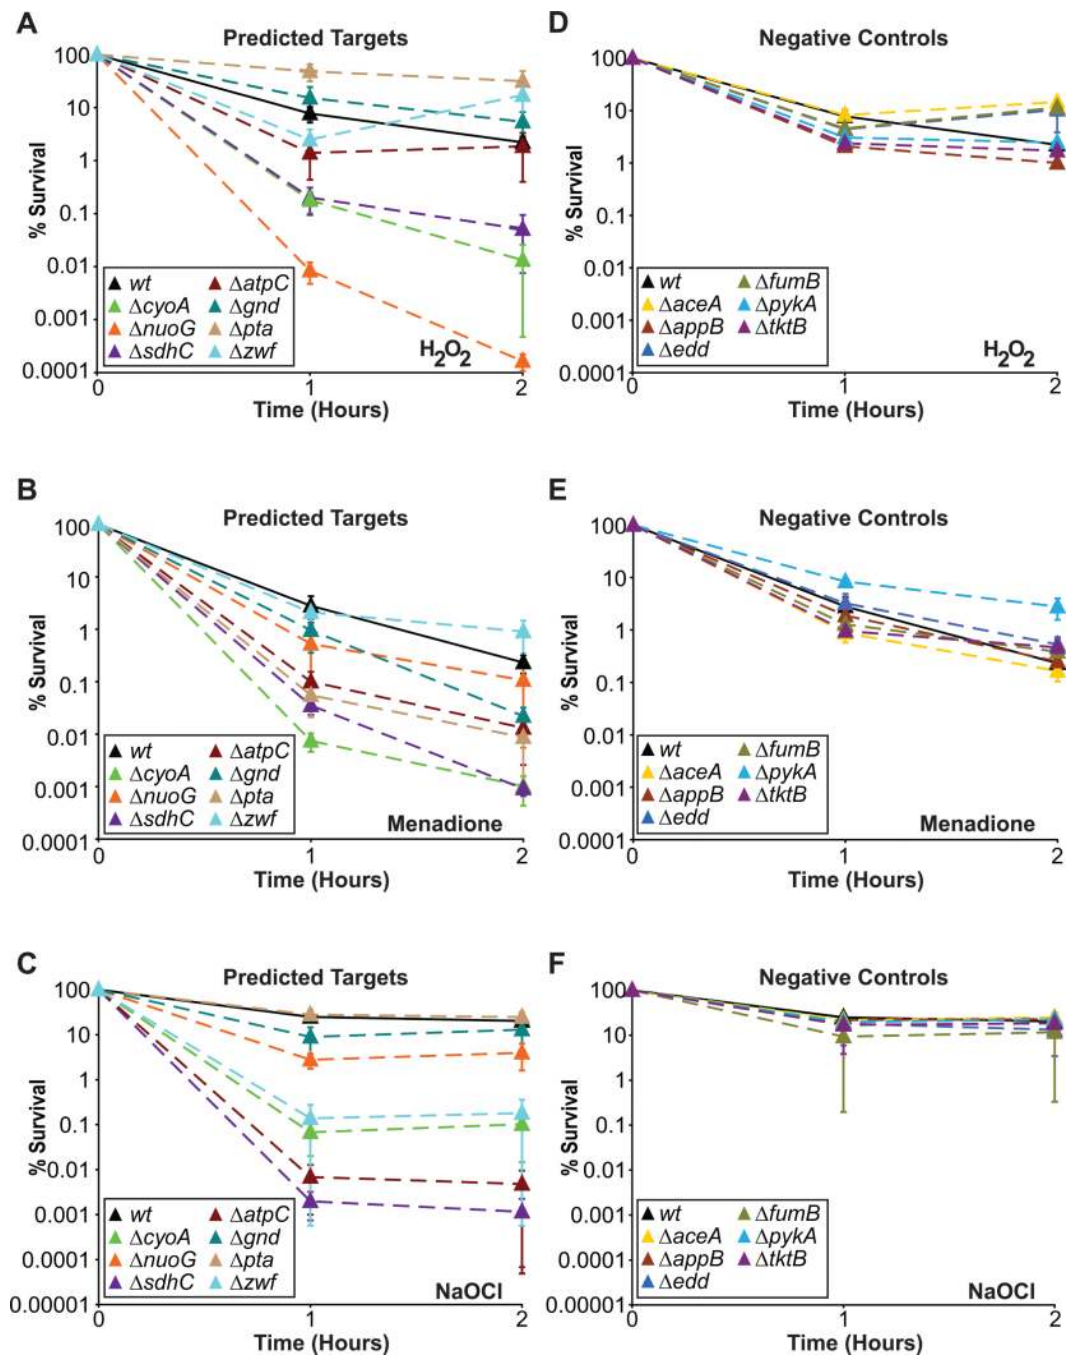 A
Predicted Targets
% Survival
100
10
1
0.1
0.01
0.001
0.0001
wt
ΔcyoA
ΔnuoG
ΔsdhC
ΔatpC
Δgnd
Δpta
Δzwf
H₂O₂
0 1 2
Time (Hours)
D
Negative Controls
% Survival
100
10
1
0.1
0.01
0.001
0.0001
wt
ΔaceA
ΔappB
Δedd
ΔfumB
ΔpykA
ΔtktB
H₂O₂
0 1 2
Time (Hours)
B
Predicted Targets
% Survival
100
10
1
0.1
0.01
0.001
0.0001
wt
ΔcyoA
ΔnuoG
ΔsdhC
ΔatpC
Δgnd
Δpta
Δzwf
Menadione
0 1 2
Time (Hours)
E
Negative Controls
% Survival
100
10
1
0.1
0.01
0.001
0.0001
wt
ΔaceA
ΔappB
Δedd
ΔfumB
ΔpykA
ΔtktB
Menadione
0 1 2
Time (Hours)
C
Predicted Targets
% Survival
100
10
1
0.1
0.01
0.001
0.0001
0.00001
wt
ΔcyoA
ΔnuoG
ΔsdhC
ΔatpC
Δgnd
Δpta
Δzwf
NaOCl
0 1 2
Time (Hours)
F
Negative Controls
% Survival
100
10
1
0.1
0.01
0.001
0.0001
0.00001
wt
ΔaceA
ΔappB
Δedd
ΔfumB
ΔpykA
ΔtktB
NaOCl
0 1 2
Time (Hours)